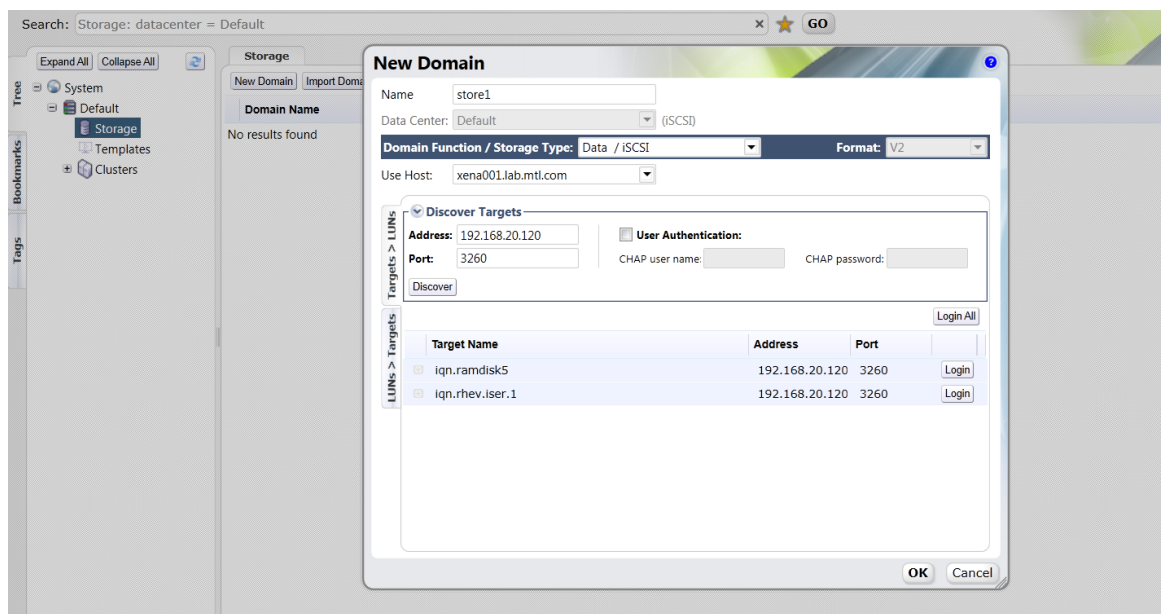 Search: Storage: datacenter = Default × GO
Expand All Collapse All
Tree
Bookmarks
Tags
System
Default
Storage
Templates
Clusters
Storage
New Domain Import Doma
Domain Name
No results found
New Domain ?
Name store1
Data Center: Default (iSCSI)
Domain Function / Storage Type: Data / iSCSI Format: V2
Use Host: xena001.lab.mtl.com
Targets > LUNs
LUNs > Targets
Discover Targets
Address: 192.168.20.120 User Authentication:
Port: 3260 CHAP user name: CHAP password:
Discover
Login All
Target Name Address Port
iqn.ramdisk5 192.168.20.120 3260 Login
iqn.rhev.iser.1 192.168.20.120 3260 Login
OK Cancel